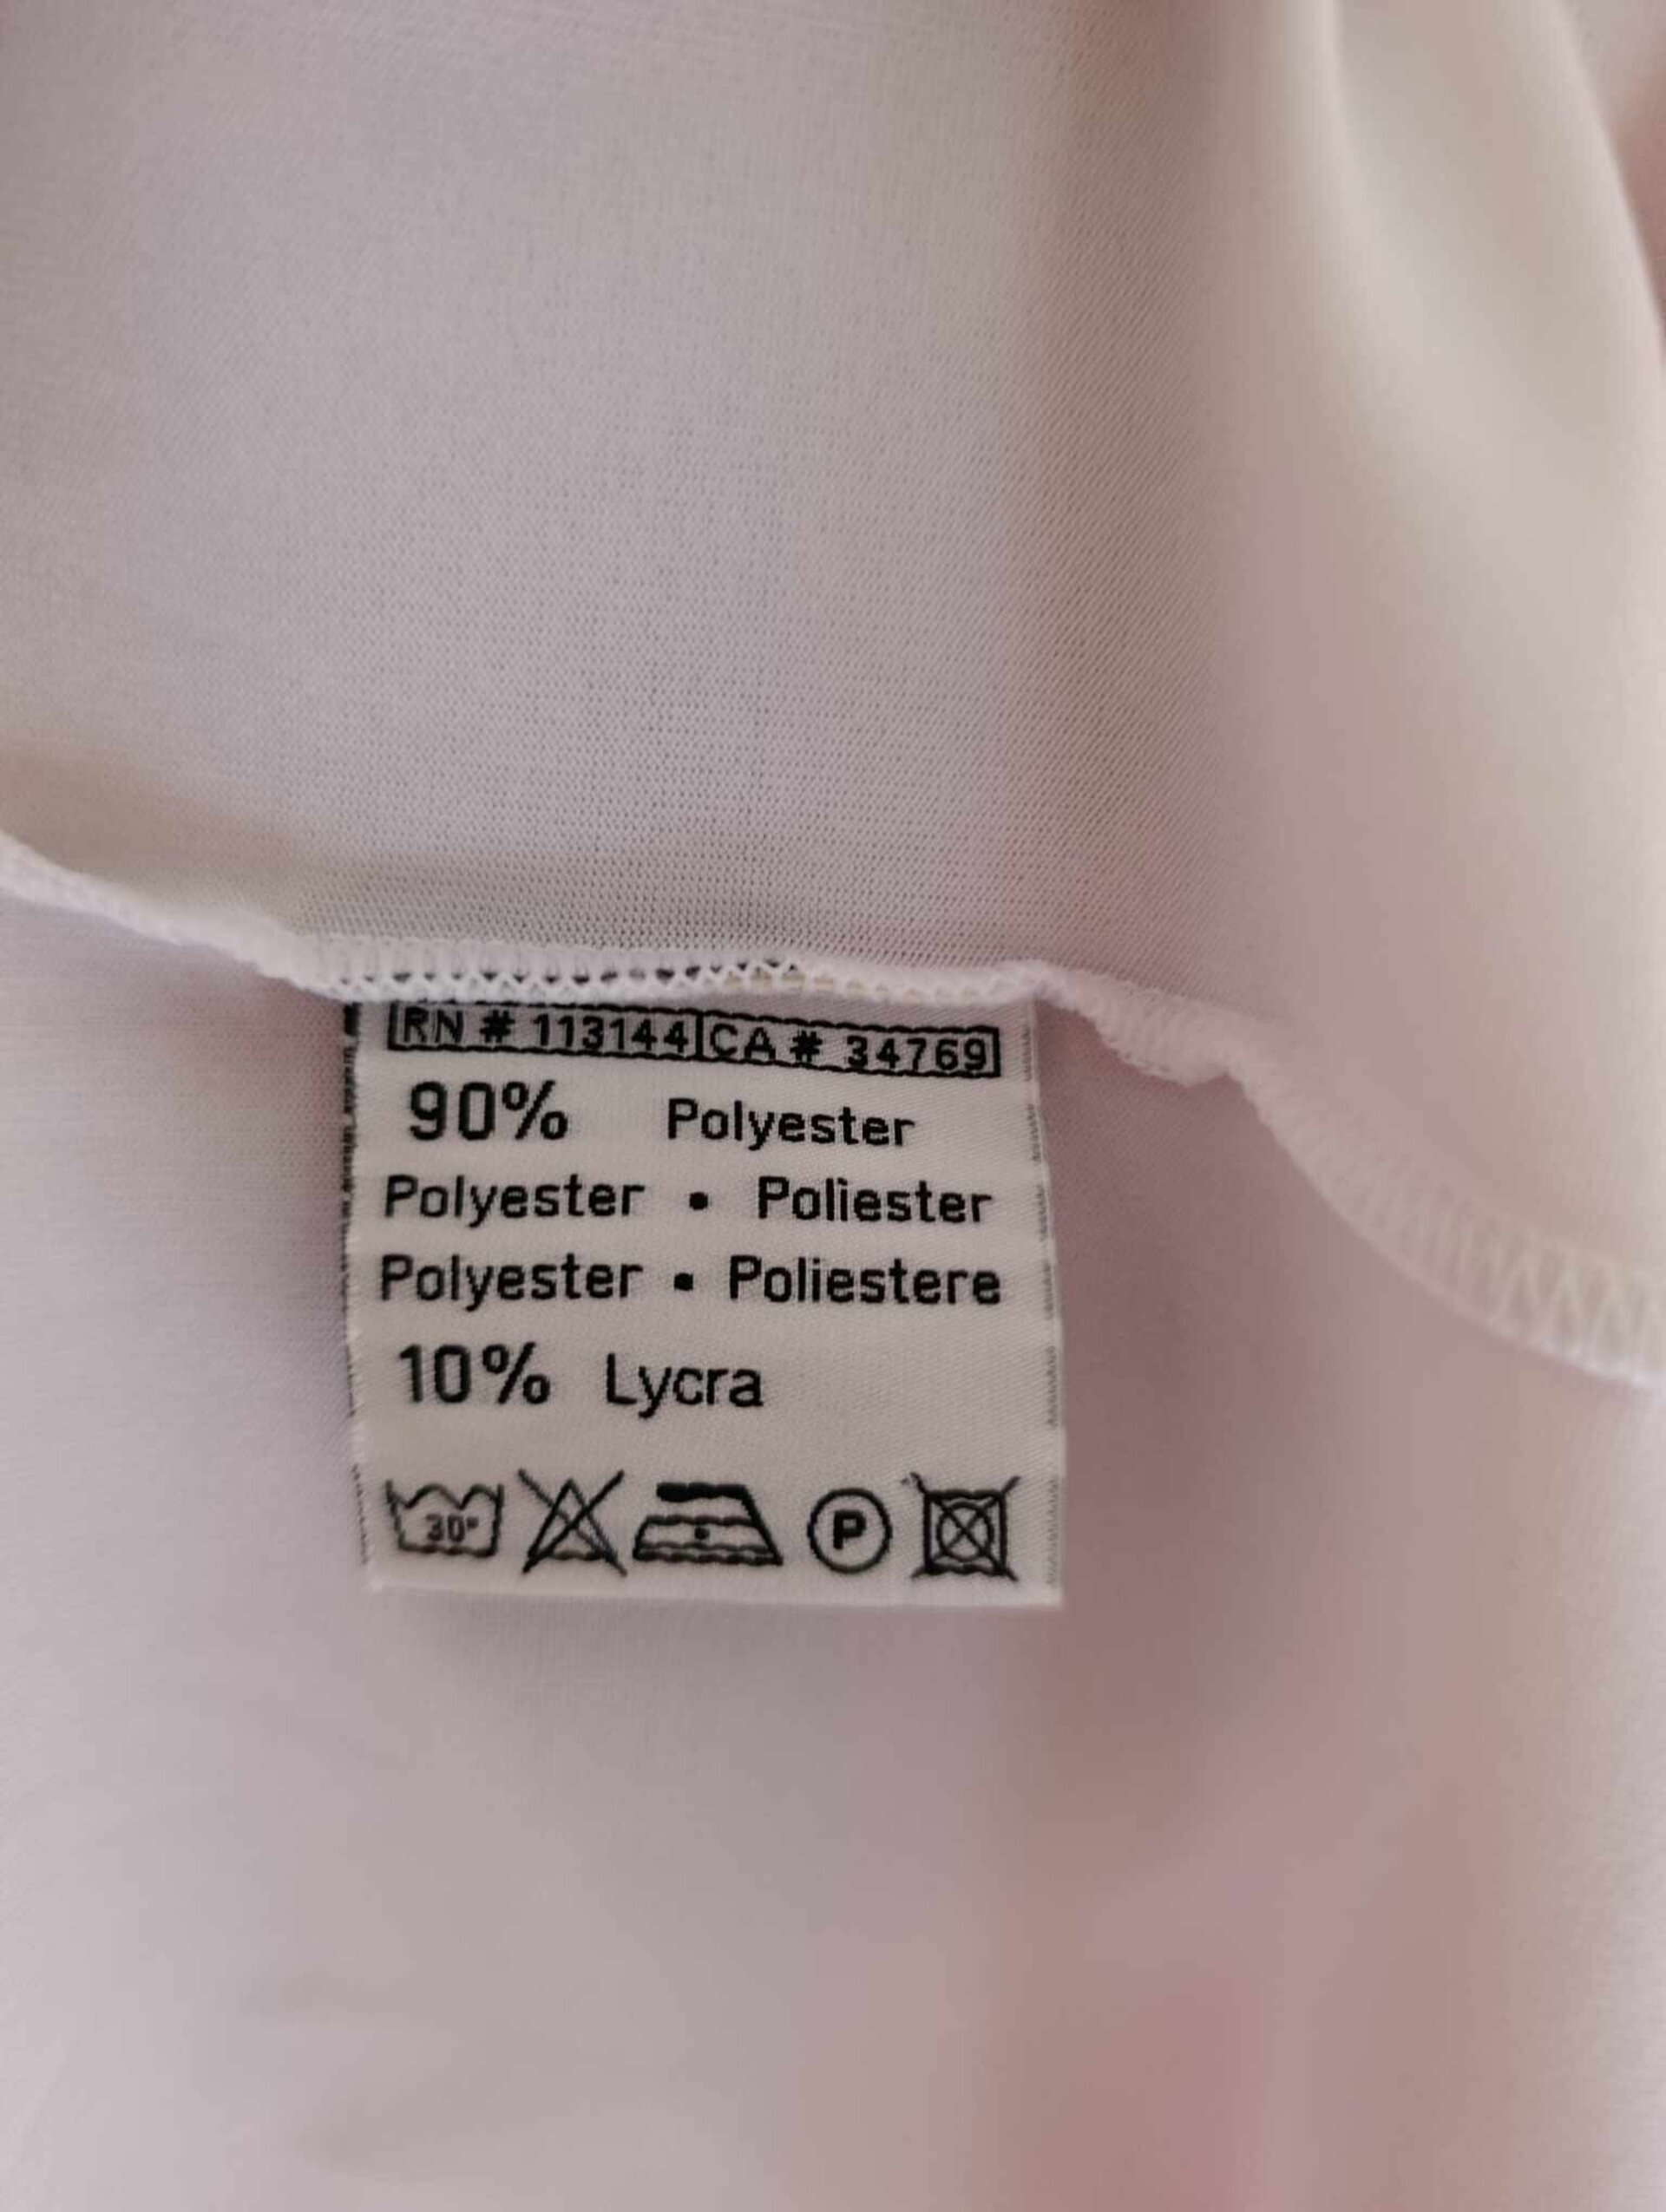 RN # 113144 CA # 34769
90% Polyester
Polyester • Poliester
Polyester • Poliestere
10% Lycra
30° P